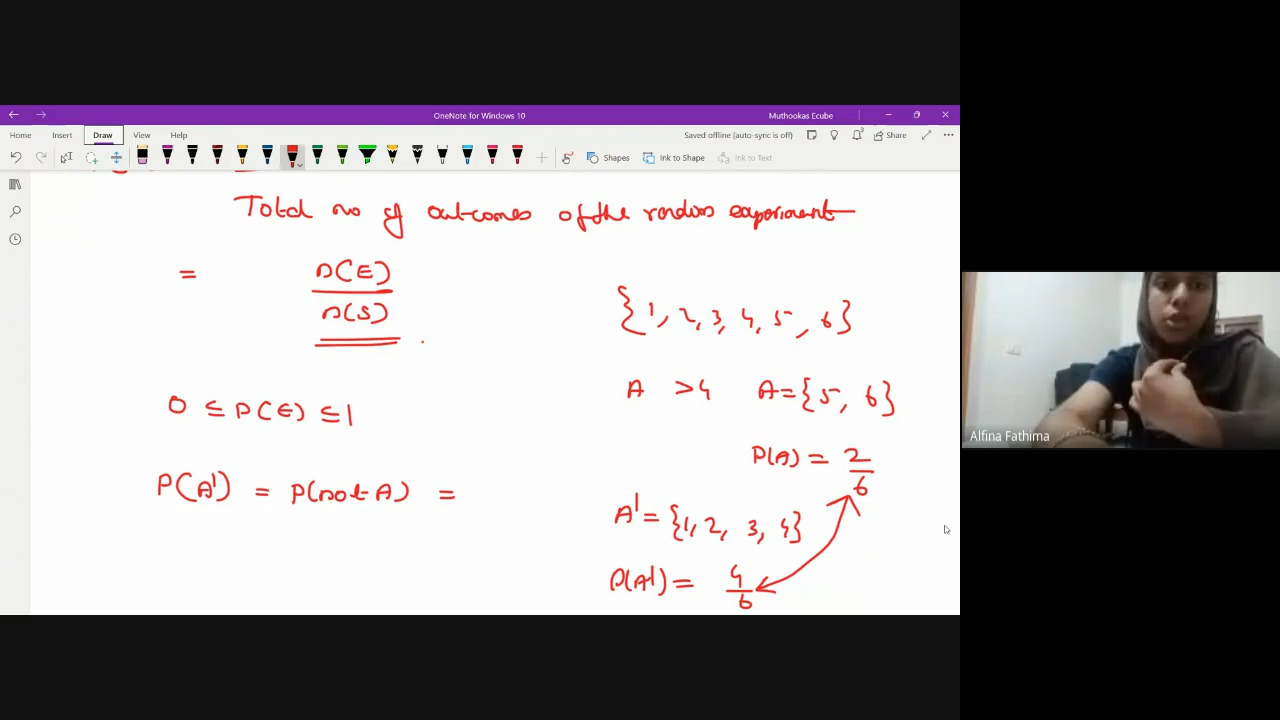 OneNote for Windows 10
Muthookas Ecube
Home Insert Draw View Help
Saved offline (auto-sync is off)
Share
Shapes
Ink to Shape
Ink to Text
Total no of outcomes of the random experiment
= n(E)
n(S)
0 ≤ P(E) ≤ 1
P(A') = P(not A) =
{1, 2, 3, 4, 5, 6}
A >4 A={5, 6}
P(A) = 2
6
A' = {1, 2, 3, 4}
P(A') = 4
6
Alfina Fathima